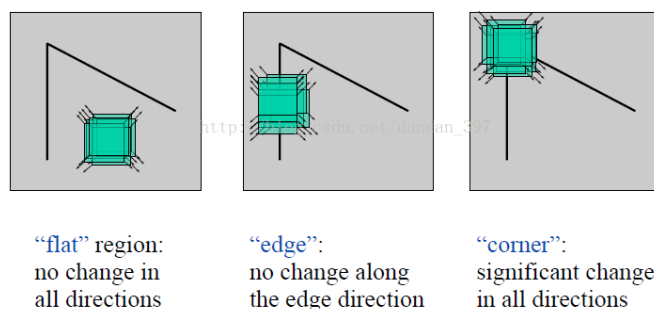 “flat” region:
no change in
all directions
“edge”:
no change along
the edge direction
“corner”:
significant change
in all directions